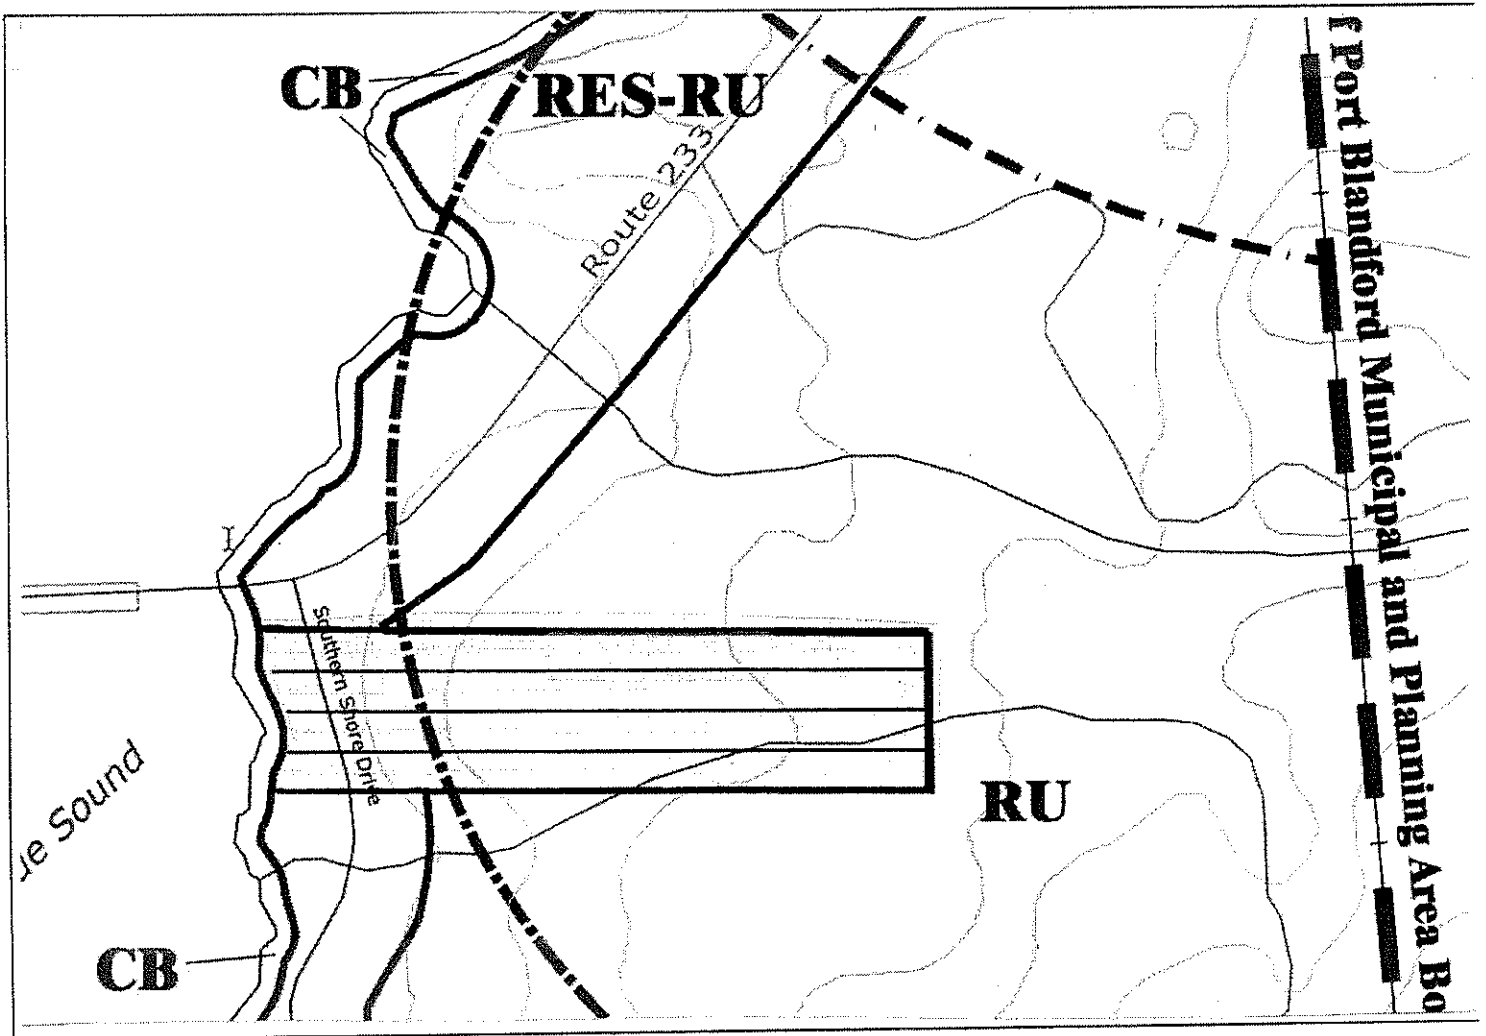 CB
RES-RU
Route 233
f Port Blandford Municipal and Planning Area Bo
Southern Shore Drive
ue Sound
RU
CB